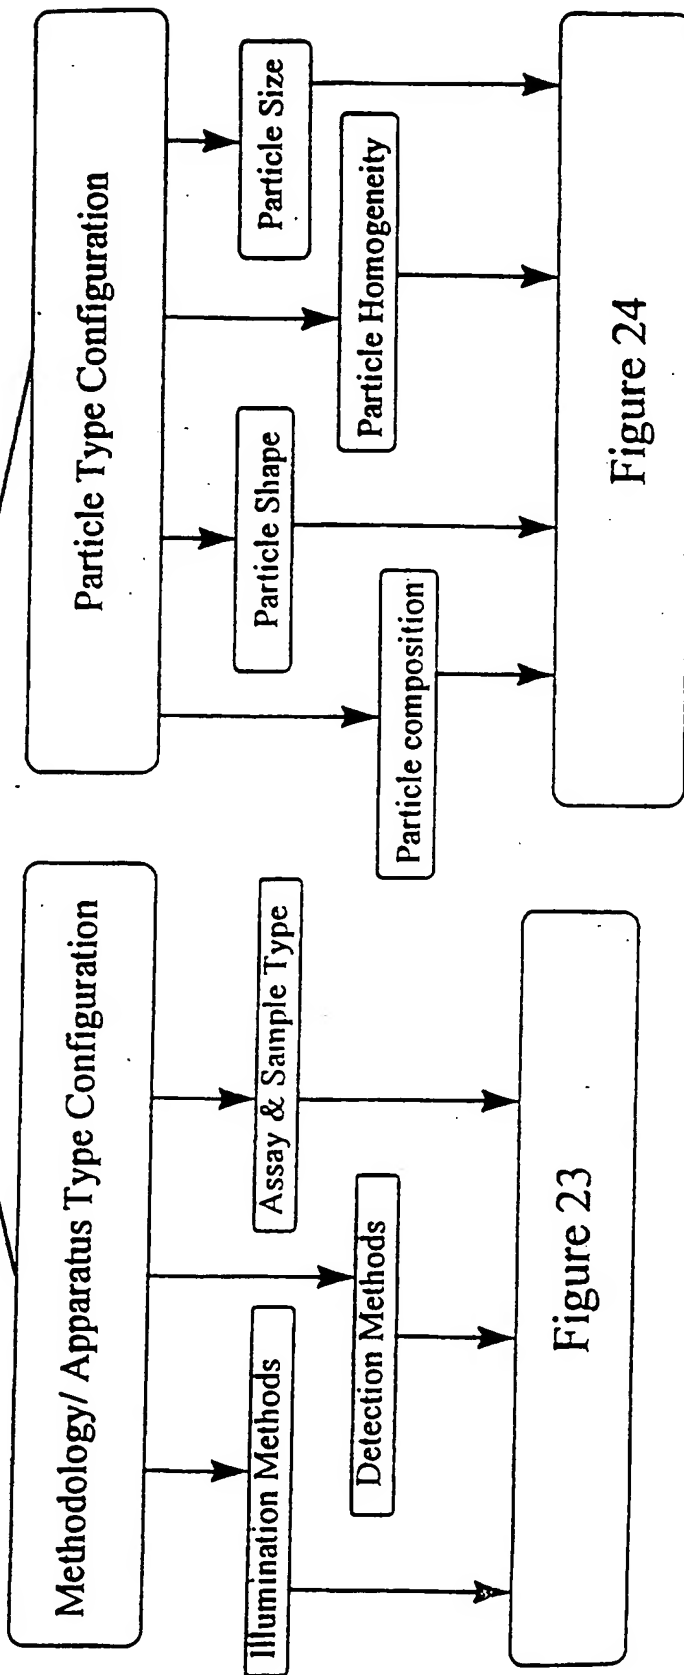 Methodology/ Apparatus Type Configuration
Illumination Methods
Detection Methods
Assay & Sample Type
Figure 23
Particle Type Configuration
Particle composition
Particle Shape
Particle Homogeneity
Particle Size
Figure 24